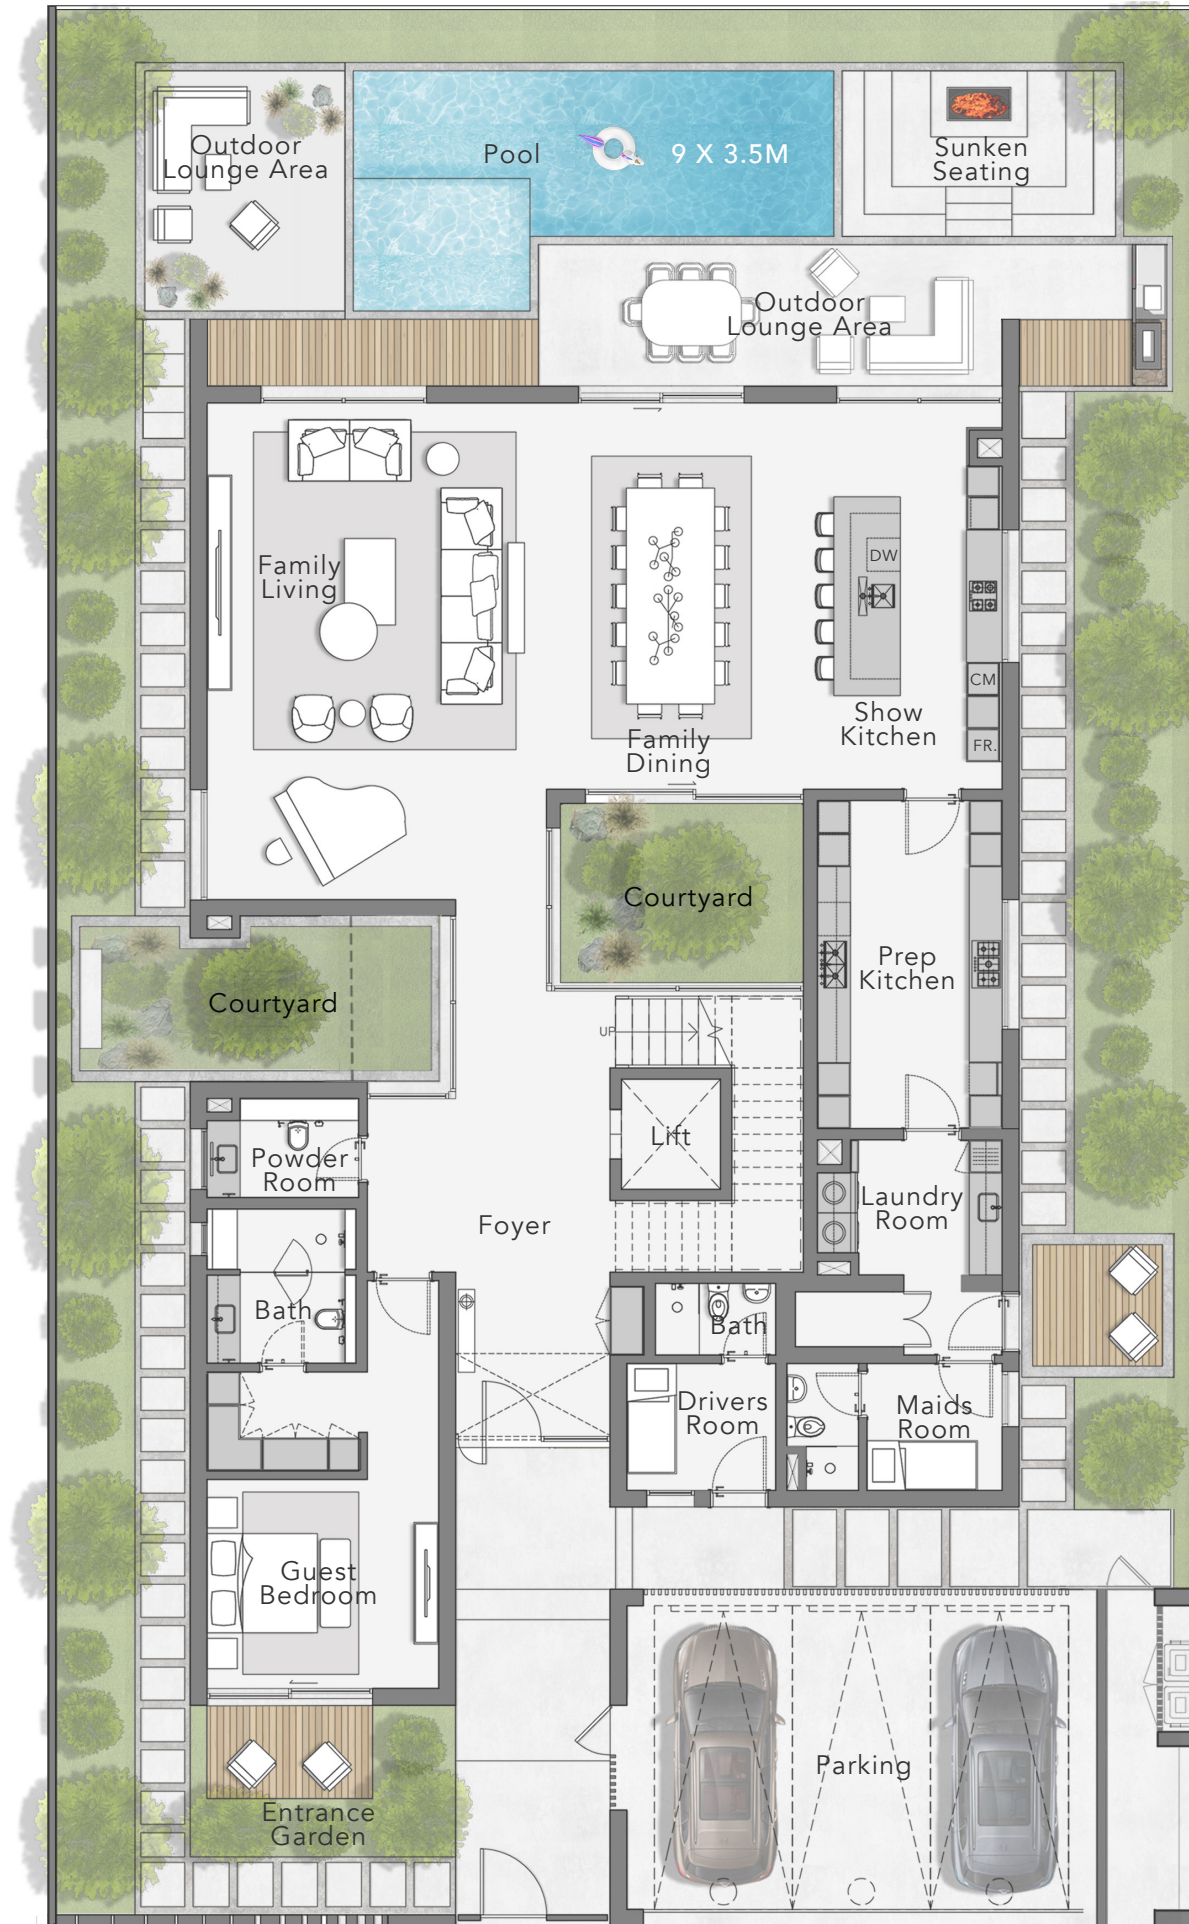 Outdoor
Lounge Area
Pool
9 X 3.5M
Sunken
Seating
Outdoor
Lounge Area
Family
Living
DW
CM
FR.
Show
Kitchen
Family
Dining
Courtyard
Prep
Kitchen
Courtyard
UP
Lift
Powder
Room
Laundry
Room
Foyer
Bath
Bath
Drivers
Room
Maids
Room
Guest
Bedroom
Parking
Entrance
Garden